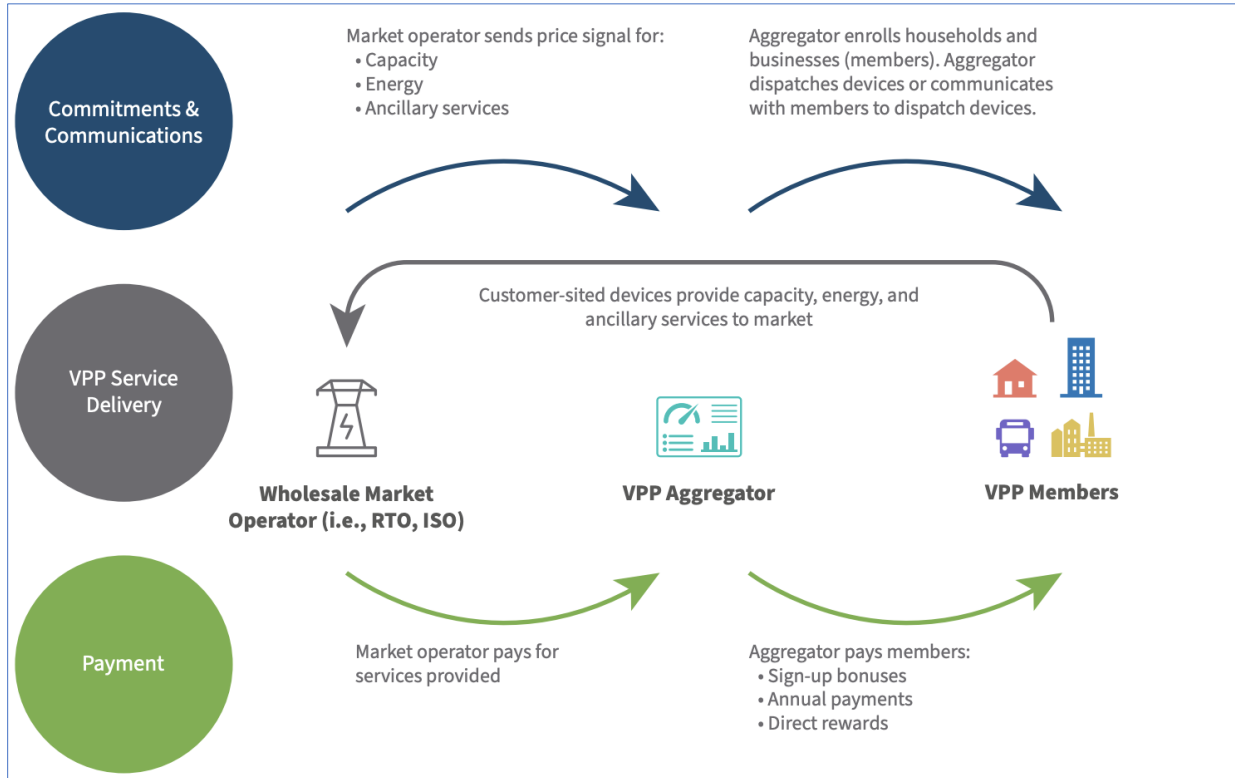 Commitments &
Communications
Market operator sends price signal for:
• Capacity
• Energy
• Ancillary services
Aggregator enrolls households and
businesses (members). Aggregator
dispatches devices or communicates
with members to dispatch devices.
VPP Service
Delivery
Customer-sited devices provide capacity, energy, and
ancillary services to market
Wholesale Market
Operator (i.e., RTO, ISO)
VPP Aggregator
VPP Members
Payment
Market operator pays for
services provided
Aggregator pays members:
• Sign-up bonuses
• Annual payments
• Direct rewards